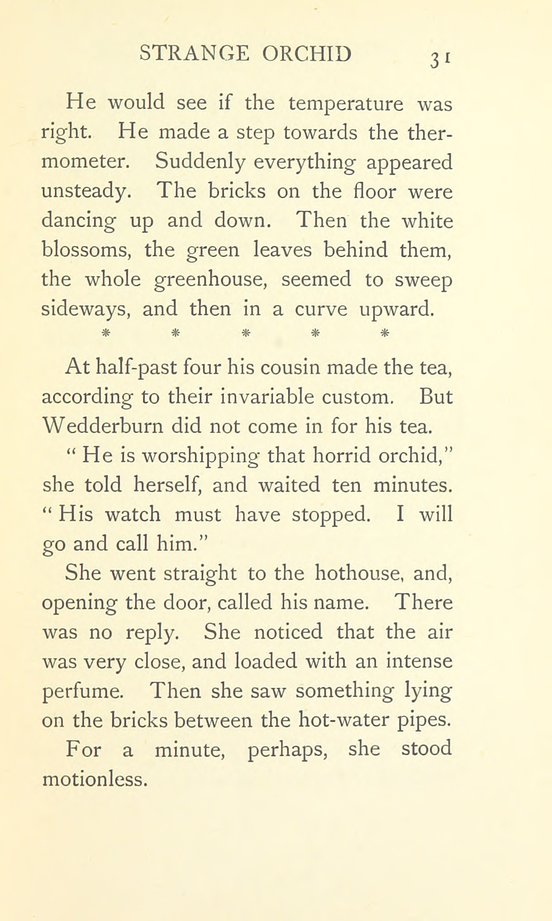 STRANGE ORCHID 31
He would see if the temperature was
right. He made a step towards the ther-
mometer. Suddenly everything appeared
unsteady. The bricks on the floor were
dancing up and down. Then the white
blossoms, the green leaves behind them,
the whole greenhouse, seemed to sweep
sideways, and then in a curve upward.
* * * * *
At half-past four his cousin made the tea,
according to their invariable custom. But
Wedderburn did not come in for his tea.
“ He is worshipping that horrid orchid,”
she told herself, and waited ten minutes.
“ His watch must have stopped. I will
go and call him.”
She went straight to the hothouse, and,
opening the door, called his name. There
was no reply. She noticed that the air
was very close, and loaded with an intense
perfume. Then she saw something lying
on the bricks between the hot-water pipes.
For a minute, perhaps, she stood
motionless.